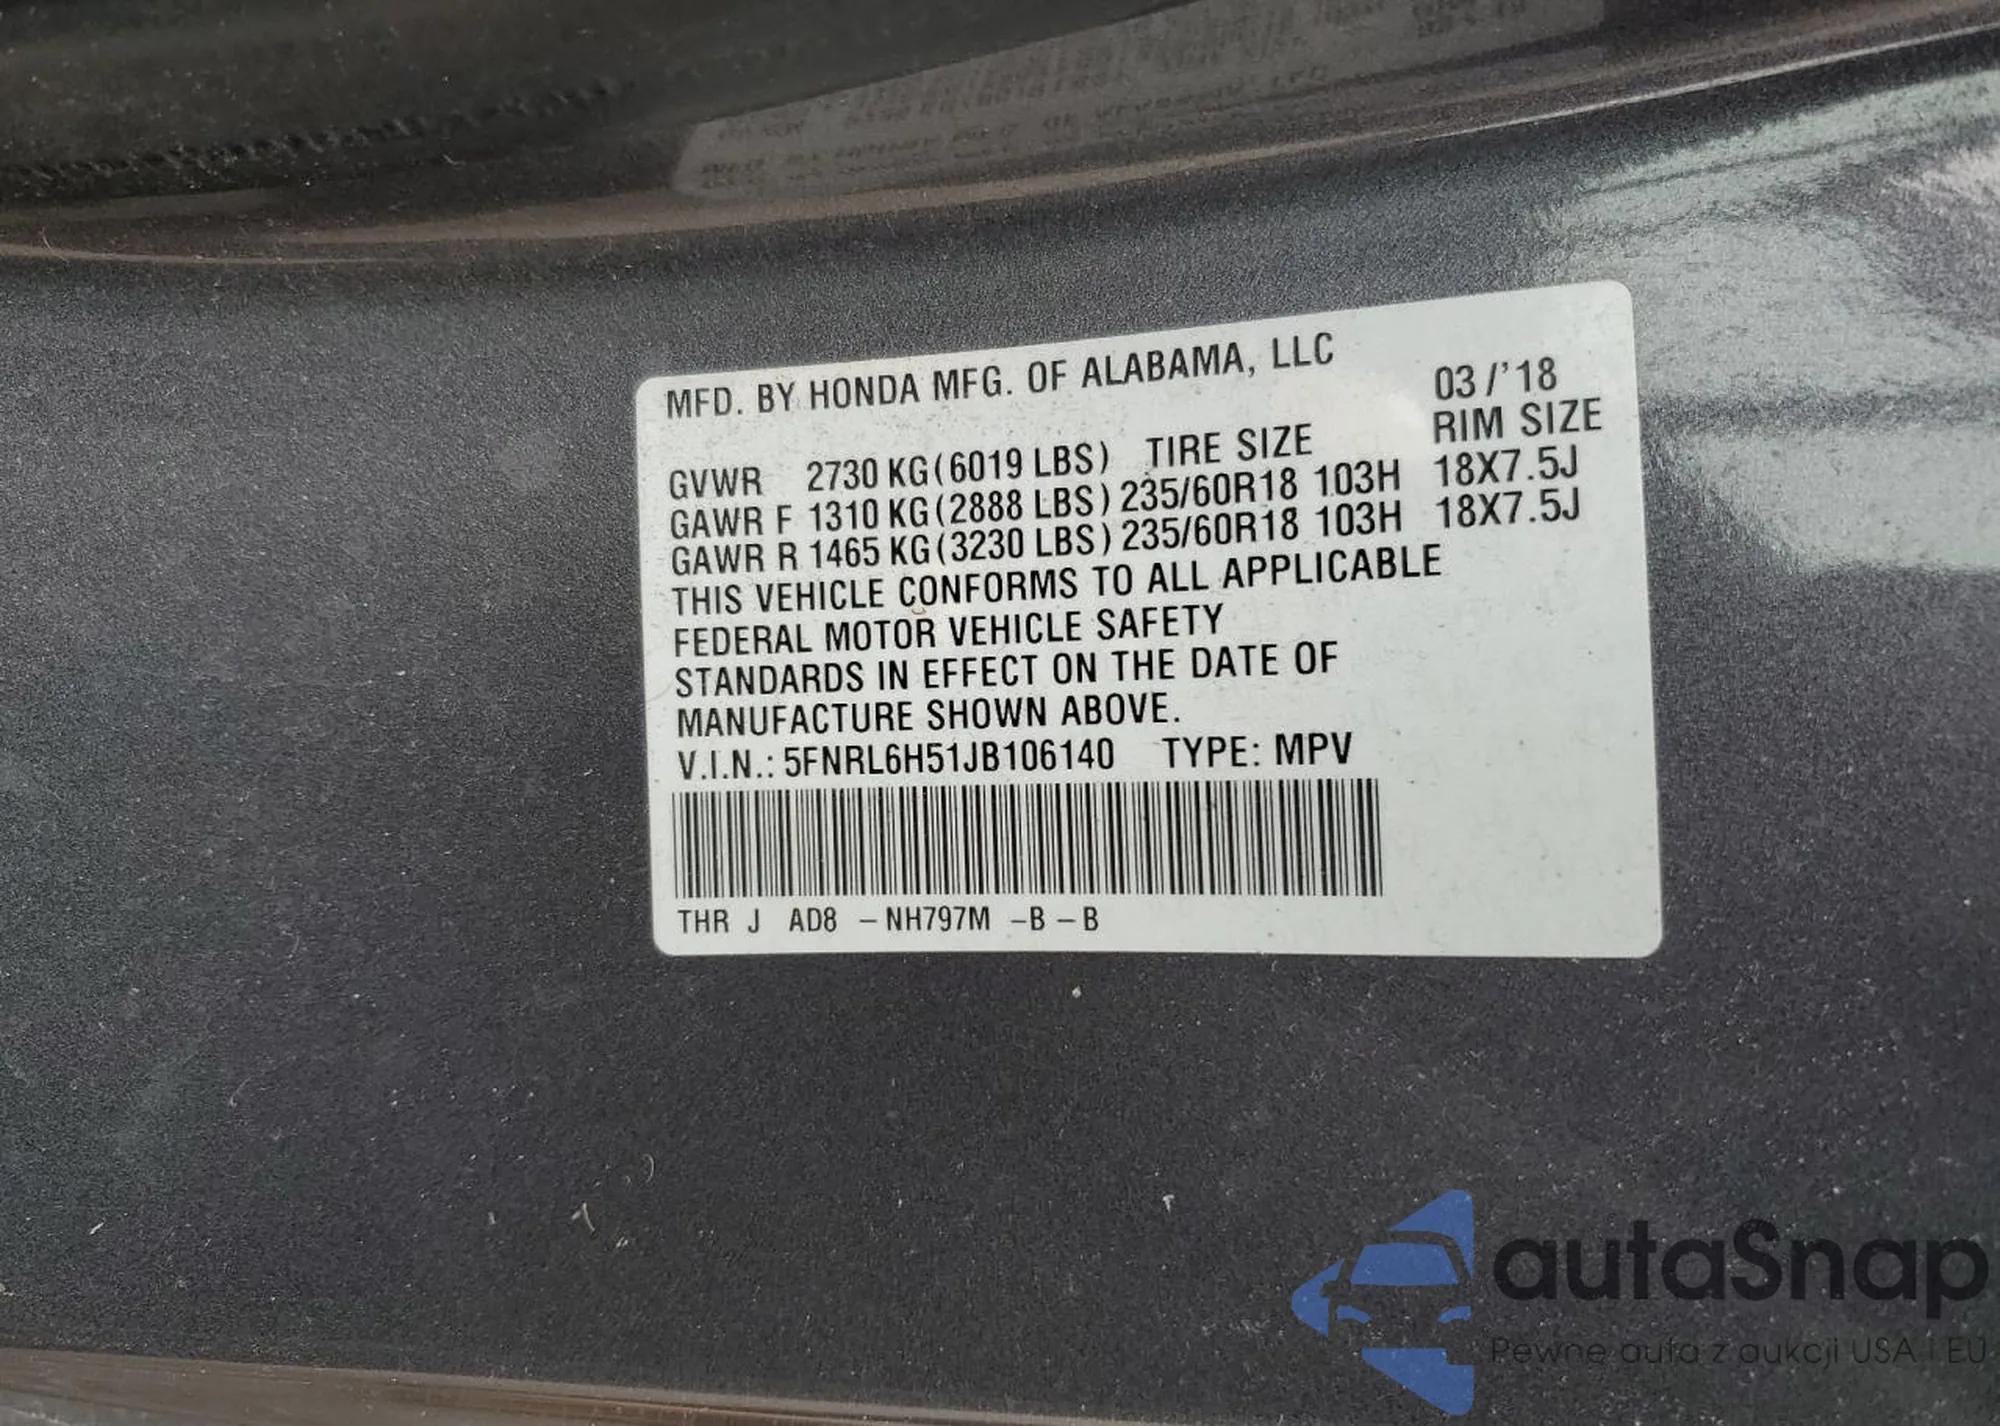 MFD. BY HONDA MFG. OF ALABAMA, LLC
03/'18
GVWR 2730 KG(6019 LBS) TIRE SIZE RIM SIZE
GAWR F 1310 KG(2888 LBS) 235/60R18 103H 18X7.5J
GAWR R 1465 KG(3230 LBS) 235/60R18 103H 18X7.5J
THIS VEHICLE CONFORMS TO ALL APPLICABLE
FEDERAL MOTOR VEHICLE SAFETY
STANDARDS IN EFFECT ON THE DATE OF
MANUFACTURE SHOWN ABOVE.
V.I.N.: 5FNRL6H51JB106140 TYPE: MPV
THR J AD8 -NH797M -B -B
autaSnap
Pewne auta z aukcji USA i EU